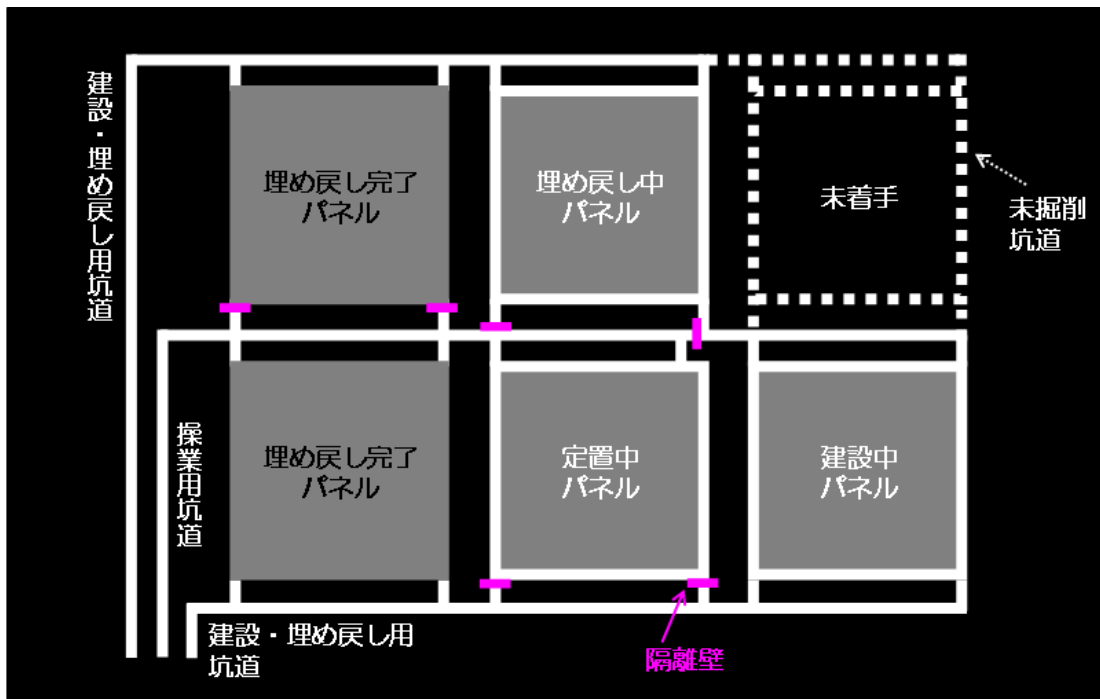 建設・埋め戻し用坑道
埋め戻し完了
パネル
埋め戻し中
パネル
未着手
未掘削
坑道
操業用坑道
埋め戻し完了
パネル
定置中
パネル
建設中
パネル
建設・埋め戻し用
坑道
隔離壁